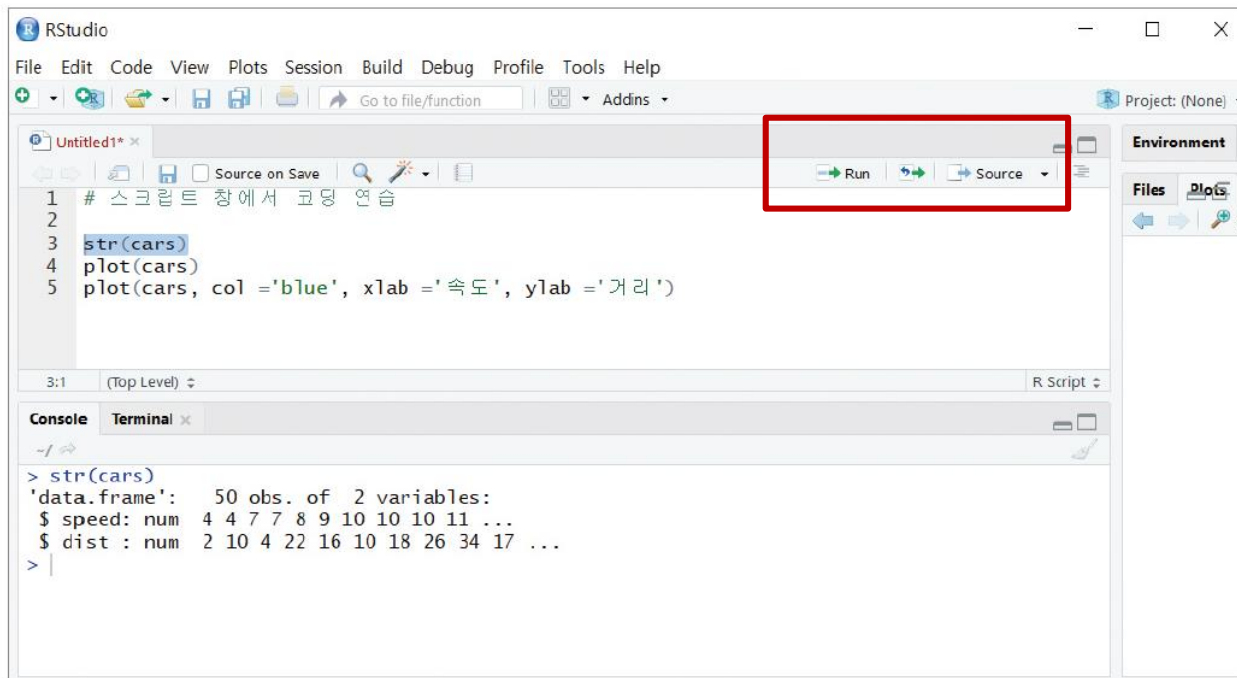 RStudio
File Edit Code View Plots Session Build Debug Profile Tools Help
Go to file/function Addins Project: (None)
Untitled1* Environment
Source on Save Run Source
Files Plots
1 # 스크립트 창에서 코딩 연습
2
3 str(cars)
4 plot(cars)
5 plot(cars, col ='blue', xlab ='속도', ylab ='거리')
3:1 (Top Level) R Script
Console Terminal
~/
> str(cars)
'data.frame': 50 obs. of 2 variables:
$ speed: num 4 4 7 7 8 9 10 10 10 11 ...
$ dist : num 2 10 4 22 16 10 18 26 34 17 ...
>